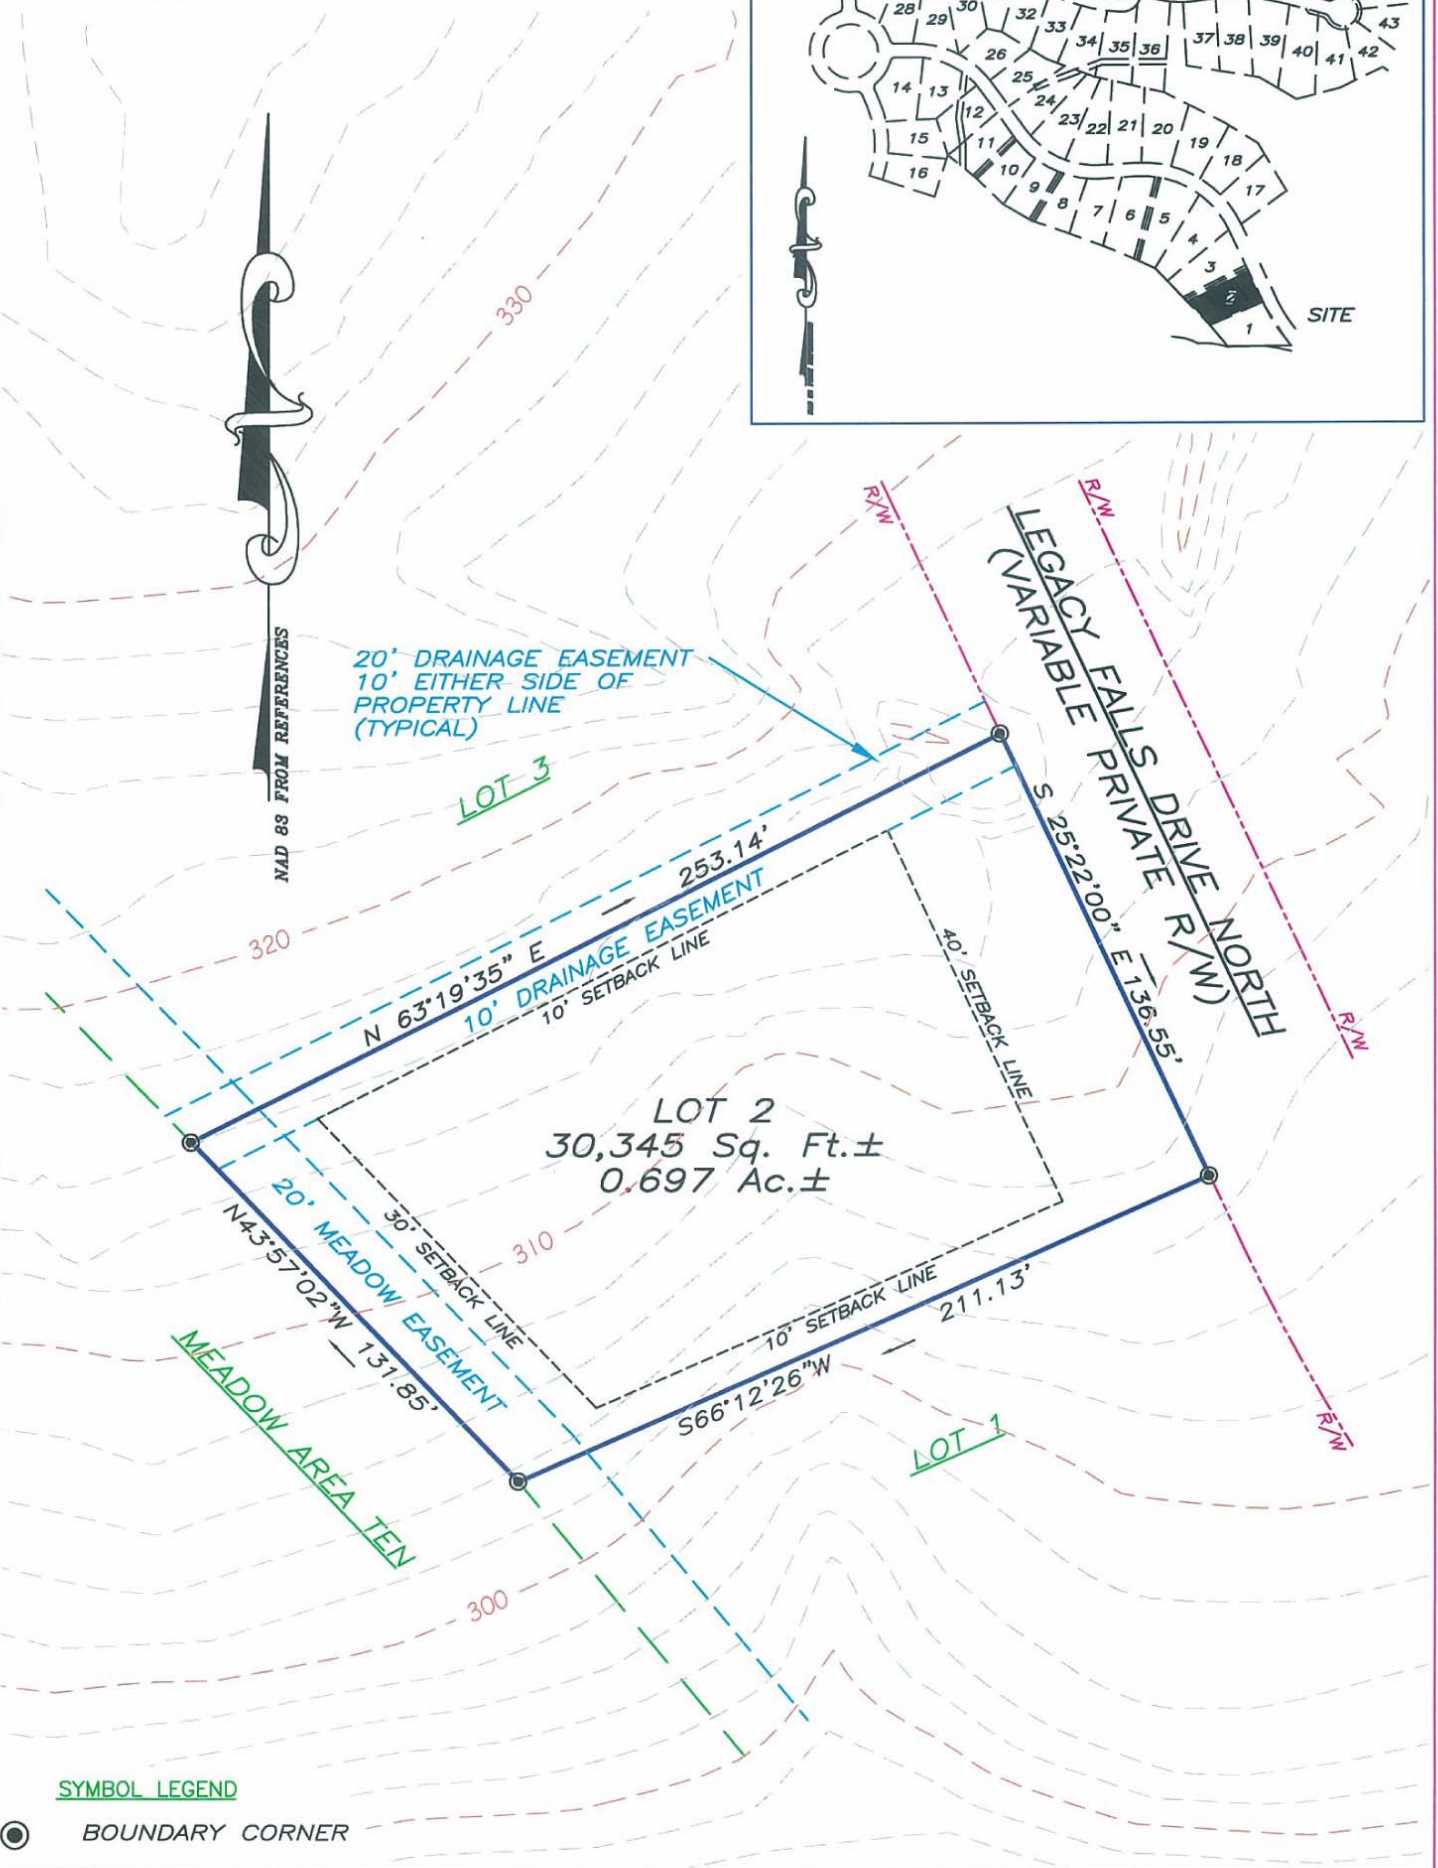 28
29
30
32
33
34
35
36
37
38
39
40
41
42
43
26
25
24
23
22
21
20
19
18
17
14
13
12
11
10
9
8
7
6
5
4
3
2
1
15
16
SITE
330
R/W
R/W
LEGACY FALLS DRIVE NORTH
(VARIABLE PRIVATE R/W)
NAD 83 FROM REFERENCES
20' DRAINAGE EASEMENT
10' EITHER SIDE OF
PROPERTY LINE
(TYPICAL)
LOT 3
320
N 63°19'35" E 253.14'
10' DRAINAGE EASEMENT
10' SETBACK LINE
S 25°22'00" E 136.55'
40' SETBACK LINE
R/W
LOT 2
30,345 Sq. Ft.±
0.697 Ac.±
20' MEADOW EASEMENT
30' SETBACK LINE
310
N43°57'02"W 131.85'
10' SETBACK LINE
211.13'
S66°12'26"W
MEADOW AREA TEN
LOT 1
R/W
300
SYMBOL LEGEND
BOUNDARY CORNER